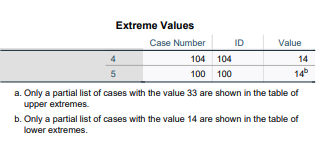 Extreme Values
Case Number ID Value
4 104 104 14
5 100 100 14b
a. Only a partial list of cases with the value 33 are shown in the table of
upper extremes.
b. Only a partial list of cases with the value 14 are shown in the table of
lower extremes.